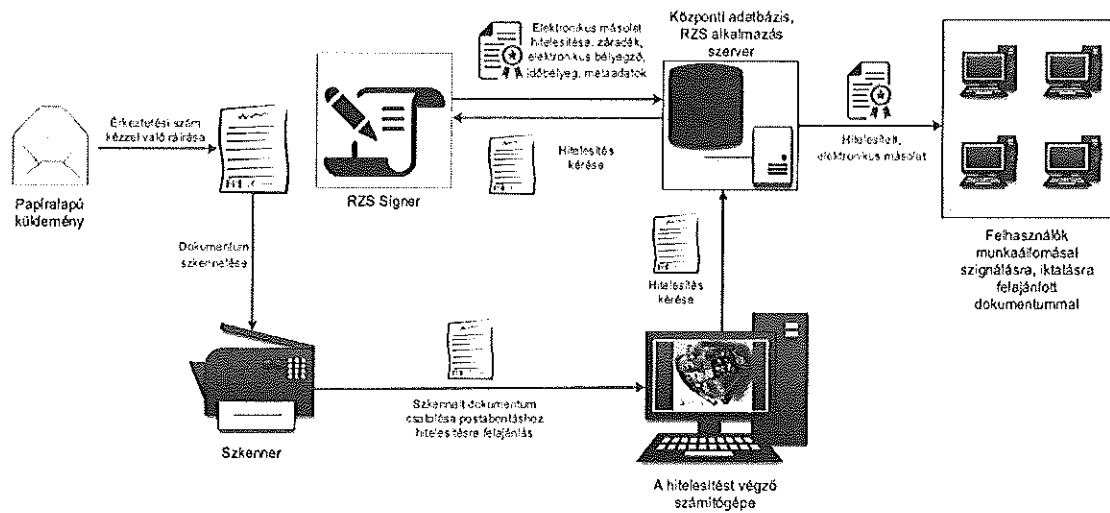 Papíralapú
küldemény
Érkeztetési szám
kézzel való ráírása
Dokumentum
szkennelése
Szkenner
Szkennelt dokumentum
csatolása postabontáshoz
hitelesítésre felajánlás
A hitelesítést végző
számítógépe
Hitelesítés
kérése
Központi adatbázis,
RZS alkalmazás
szerver
Hitelesítés
kérése
RZS Signer
Elektronikus másolat
hitelesítése, záradék,
elektronikus bélyegző,
időbélyeg, metaadatok
Hitelesített,
elektronikus másolat
Felhasználók
munkaállomásai
szignálásra, iktatásra
felajánlott
dokumentummal